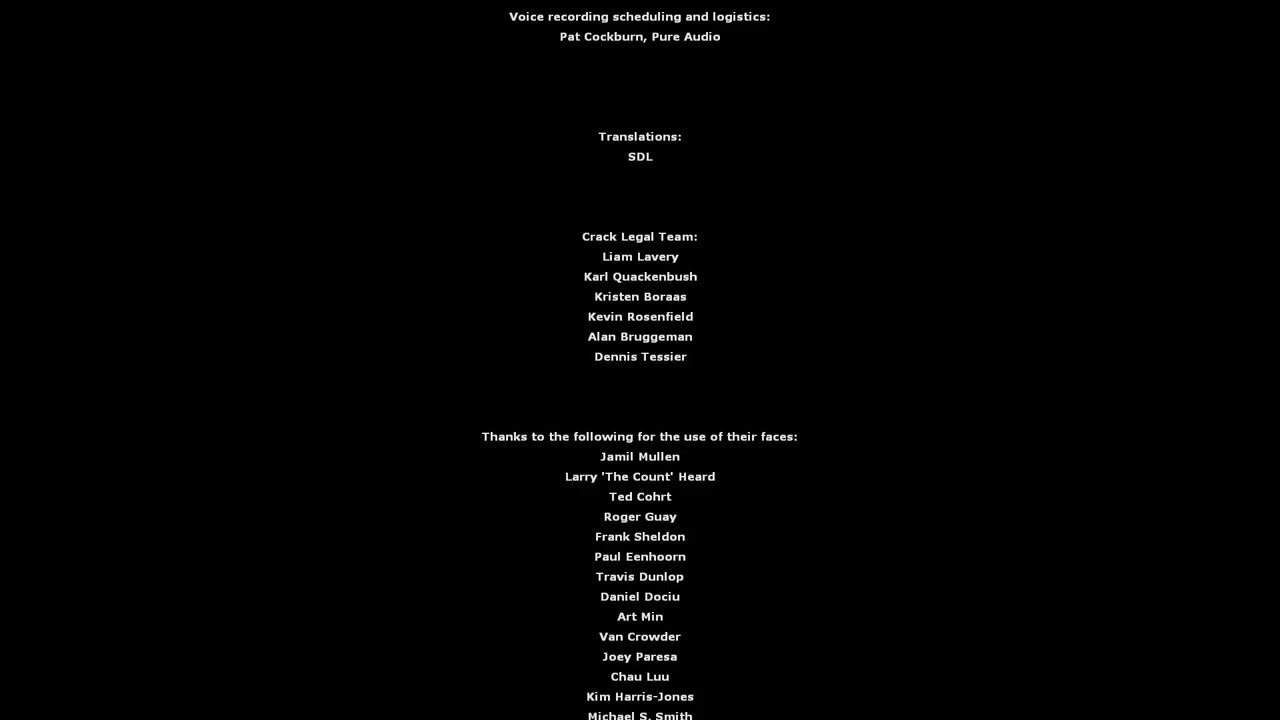 Voice recording scheduling and logistics:
Pat Cockburn, Pure Audio
Translations:
SDL
Crack Legal Team:
Liam Lavery
Karl Quackenbush
Kristen Boraas
Kevin Rosenfield
Alan Bruggeman
Dennis Tessier
Thanks to the following for the use of their faces:
Jamil Mullen
Larry 'The Count' Heard
Ted Cohrt
Roger Guay
Frank Sheldon
Paul Eenhoorn
Travis Dunlop
Daniel Dociu
Art Min
Van Crowder
Joey Paresa
Chau Luu
Kim Harris-Jones
Michael S. Smith